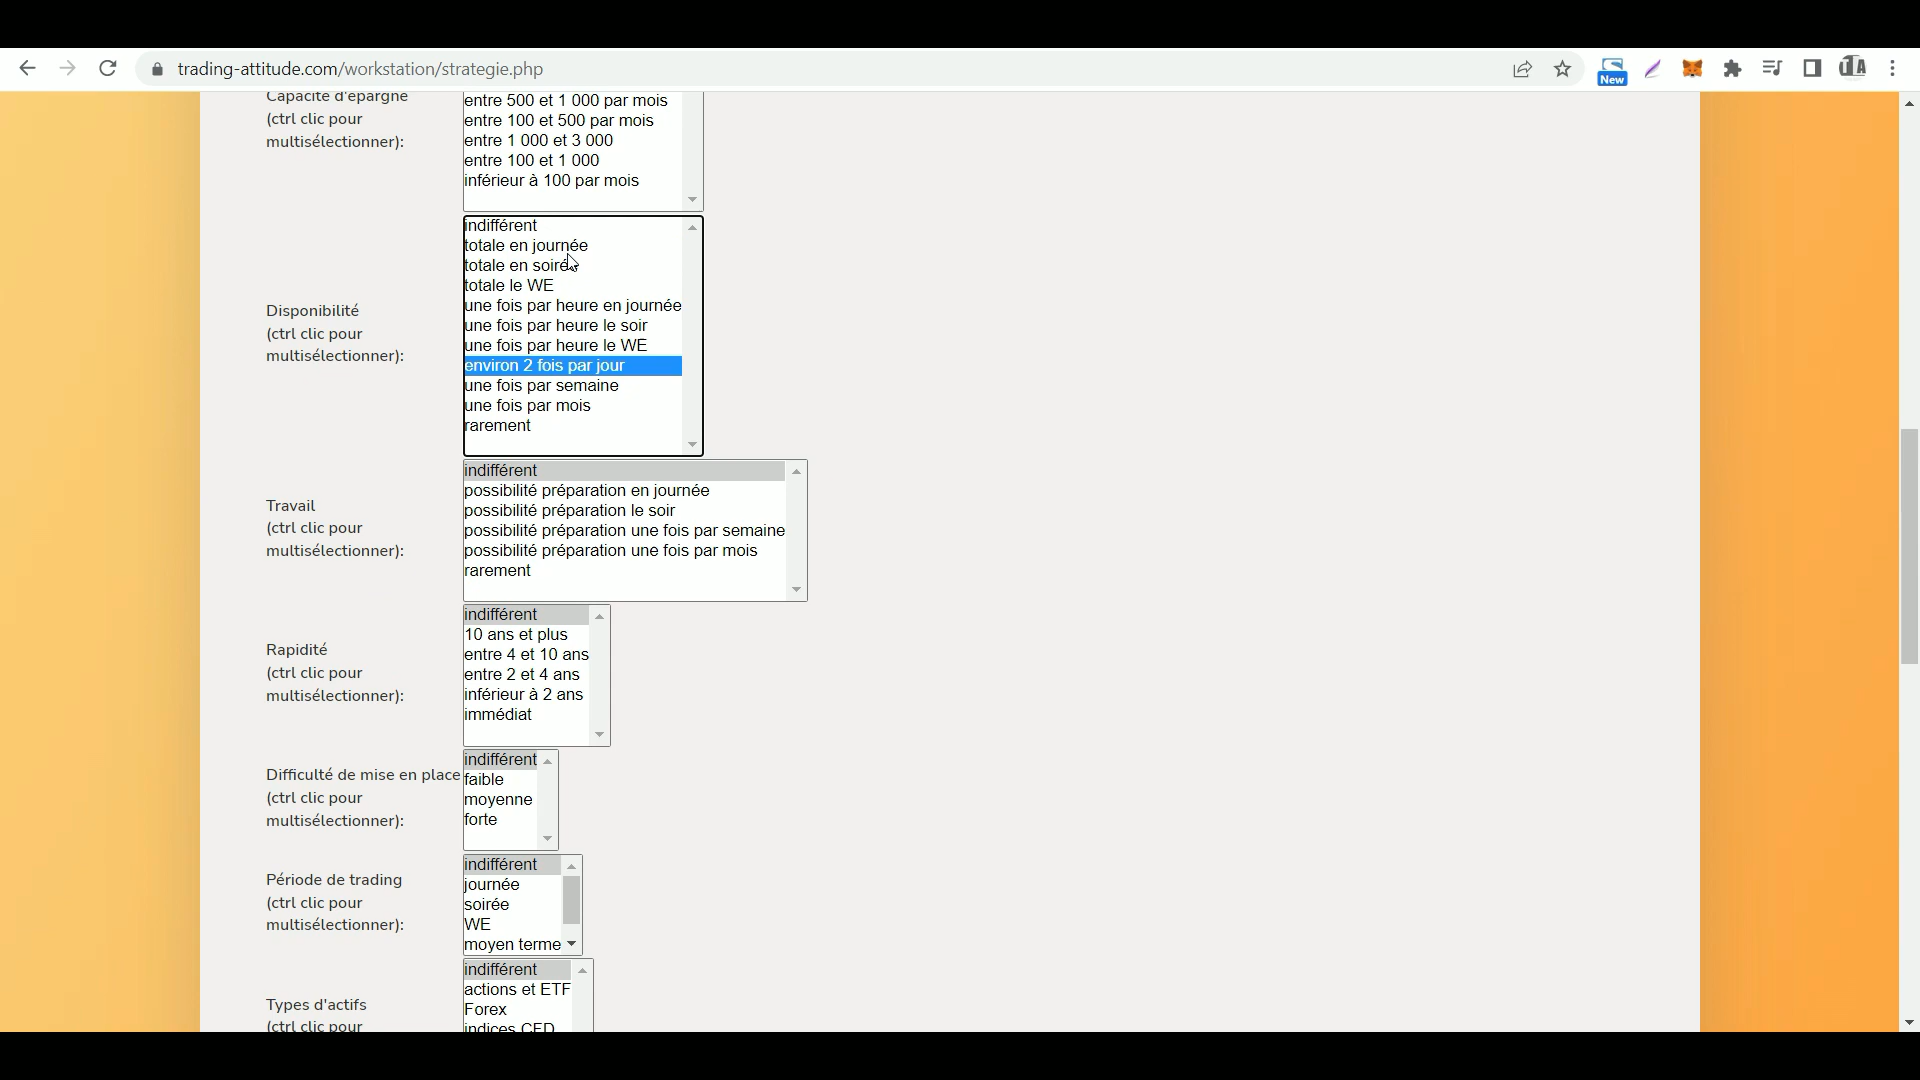 trading-attitude.com/workstation/strategie.php
New
Capacité d'épargne
(ctrl clic pour
multisélectionner):
entre 500 et 1 000 par mois
entre 100 et 500 par mois
entre 1 000 et 3 000
entre 100 et 1 000
inférieur à 100 par mois
Disponibilité
(ctrl clic pour
multisélectionner):
indifférent
totale en journée
totale en soirée
totale le WE
une fois par heure en journée
une fois par heure le soir
une fois par heure le WE
environ 2 fois par jour
une fois par semaine
une fois par mois
rarement
Travail
(ctrl clic pour
multisélectionner):
indifférent
possibilité préparation en journée
possibilité préparation le soir
possibilité préparation une fois par semaine
possibilité préparation une fois par mois
rarement
Rapidité
(ctrl clic pour
multisélectionner):
indifférent
10 ans et plus
entre 4 et 10 ans
entre 2 et 4 ans
inférieur à 2 ans
immédiat
Difficulté de mise en place
(ctrl clic pour
multisélectionner):
indifférent
faible
moyenne
forte
Période de trading
(ctrl clic pour
multisélectionner):
indifférent
journée
soirée
WE
moyen terme
Types d'actifs
(ctrl clic pour
indifférent
actions et ETF
Forex
indices CFD